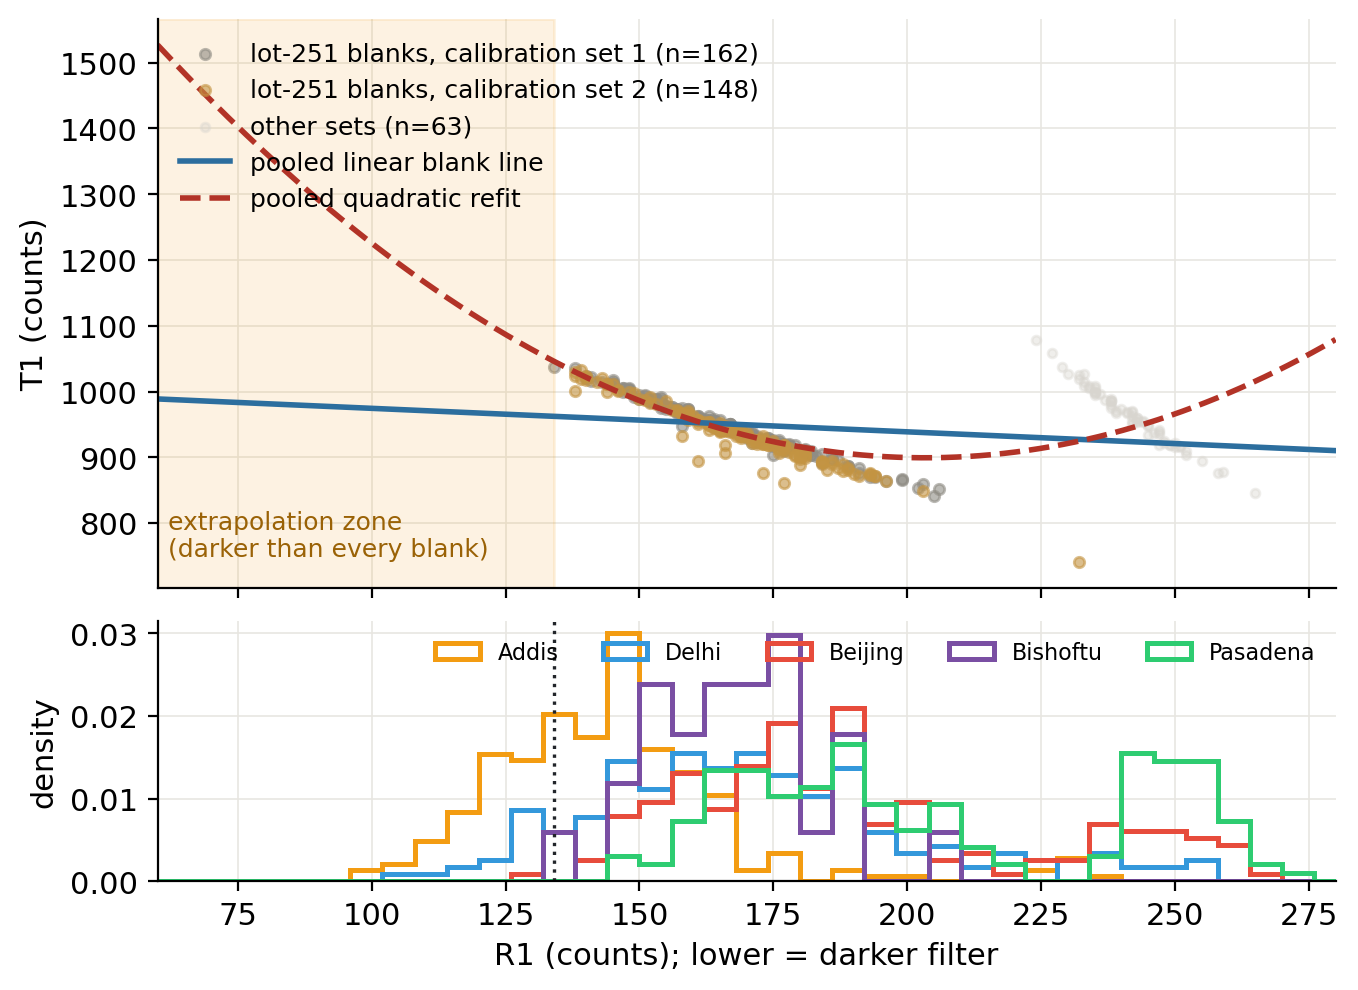 lot-251 blanks, calibration set 1 (n=162)
lot-251 blanks, calibration set 2 (n=148)
other sets (n=63)
pooled linear blank line
pooled quadratic refit
1500
1400
1300
1200
1100
1000
900
800
T1 (counts)
extrapolation zone
(darker than every blank)
Addis
Delhi
Beijing
Bishoftu
Pasadena
0.03
0.02
0.01
0.00
density
75
100
125
150
175
200
225
250
275
R1 (counts); lower = darker filter